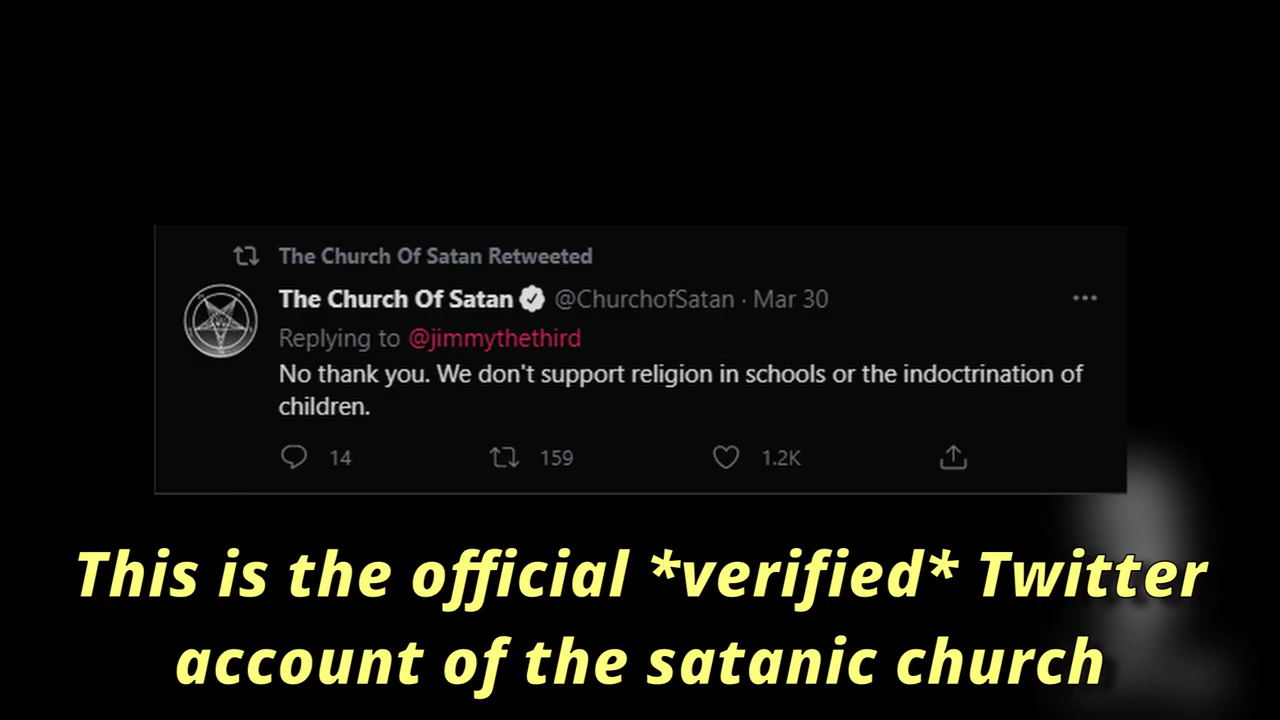 The Church Of Satan Retweeted
The Church Of Satan @ChurchofSatan · Mar 30
Replying to @jimmythethird
No thank you. We don't support religion in schools or the indoctrination of
children.
14 159 1.2K
This is the official *verified* Twitter
account of the satanic church